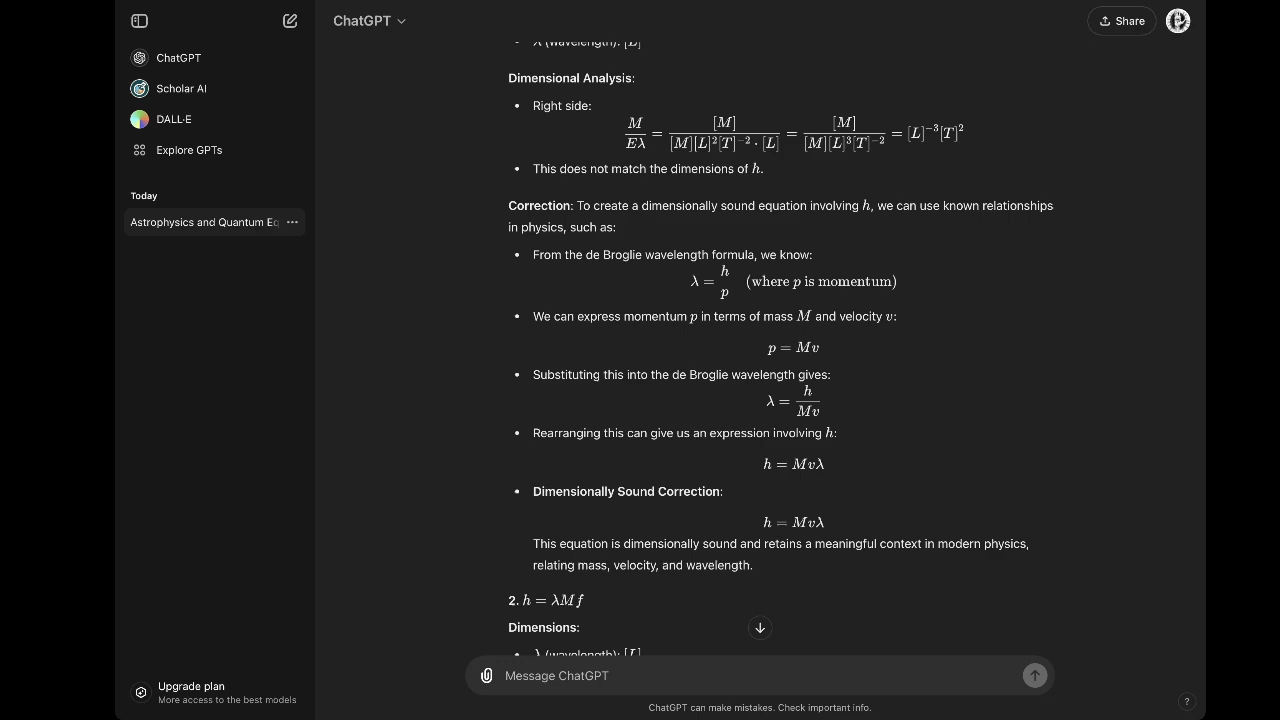 ChatGPT
Share
ChatGPT
Scholar AI
DALL·E
Explore GPTs
Today
Astrophysics and Quantum Eq
Upgrade plan
More access to the best models
λ (wavelength): [L]
Dimensional Analysis:
• Right side:
M/Eλ = [M]/[M][L]²[T]⁻² · [L] = [M]/[M][L]³[T]⁻² = [L]⁻³[T]²
• This does not match the dimensions of h.
Correction: To create a dimensionally sound equation involving h, we can use known relationships
in physics, such as:
• From the de Broglie wavelength formula, we know:
λ = h/p (where p is momentum)
• We can express momentum p in terms of mass M and velocity v:
p = Mv
• Substituting this into the de Broglie wavelength gives:
λ = h/Mv
• Rearranging this can give us an expression involving h:
h = Mvλ
• Dimensionally Sound Correction:
h = Mvλ
This equation is dimensionally sound and retains a meaningful context in modern physics,
relating mass, velocity, and wavelength.
2. h = λMf
Dimensions:
• λ (wavelength): [L]
Message ChatGPT
ChatGPT can make mistakes. Check important info.
?